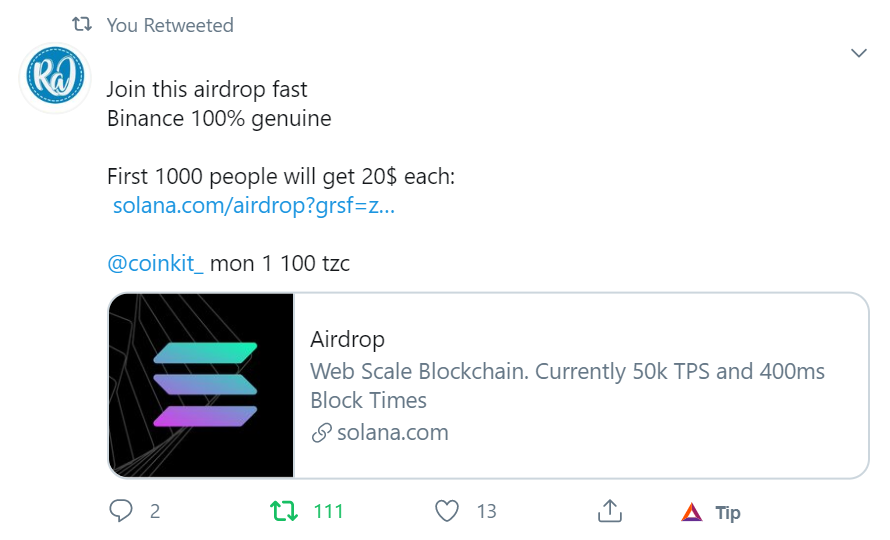 You Retweeted
Raj
Join this airdrop fast
Binance 100% genuine
First 1000 people will get 20$ each:
solana.com/airdrop?grsf=z...
@coinkit_ mon 1 100 tzc
Airdrop
Web Scale Blockchain. Currently 50k TPS and 400ms
Block Times
solana.com
2 111 13 Tip